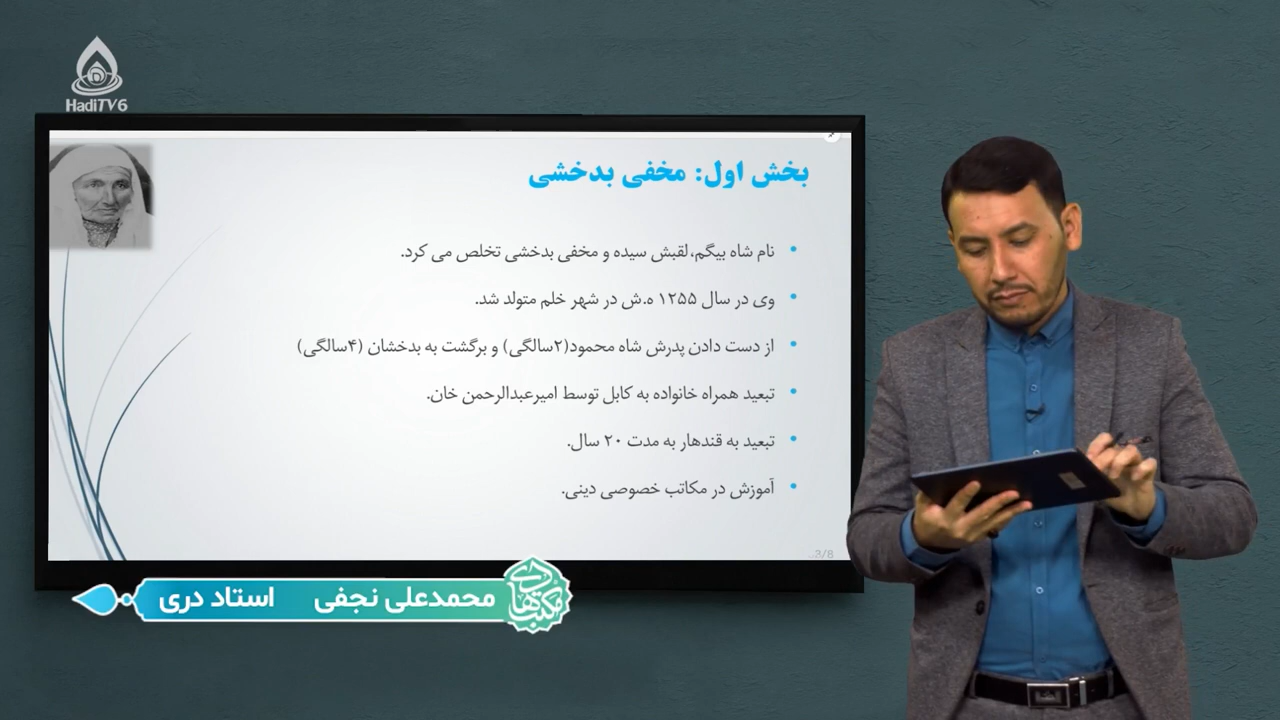 HadiTV6
بخش اول: مخفی بدخشی
نام شاه بیگم،لقبش سیده و مخفی بدخشی تخلص می کرد.
وی در سال ۱۲۵۵ ه.ش در شهر خلم متولد شد.
از دست دادن پدرش شاه محمود(۲سالگی) و برگشت به بدخشان (۴سالگی)
تبعید همراه خانواده به کابل توسط امیرعبدالرحمن خان.
تبعید به قندهار به مدت ۲۰ سال.
آموزش در مکاتب خصوصی دینی.
3/8
محمدعلی نجفی استاد دری